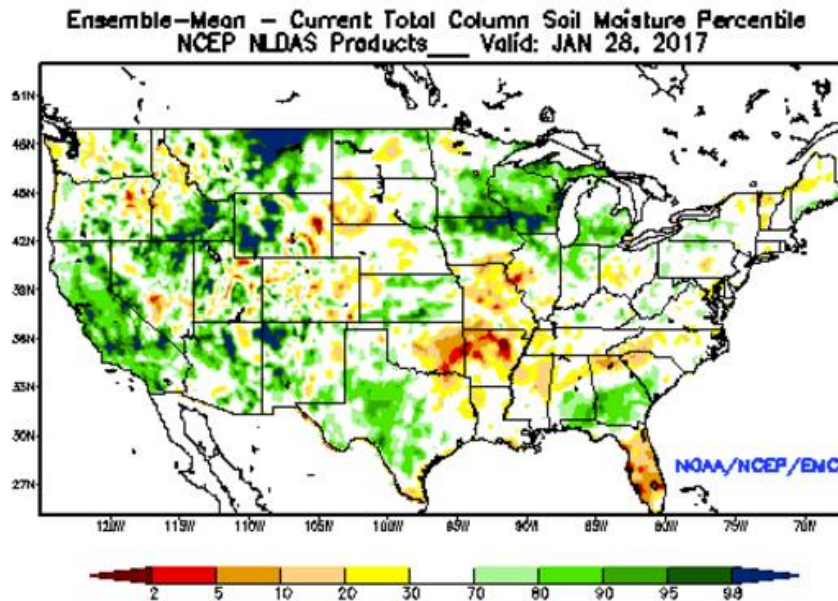 Ensemble-Mean - Current Total Column Soil Moisture Percentile
NCEP NLDAS Products___ Valid: JAN 28, 2017
51N
48N
45N
42N
39N
36N
33N
30N
27N
NOAA/NCEP/EMC
120W 115W 110W 105W 100W 95W 90W 85W 80W 75W 70W
2 5 10 20 30 70 80 90 95 98